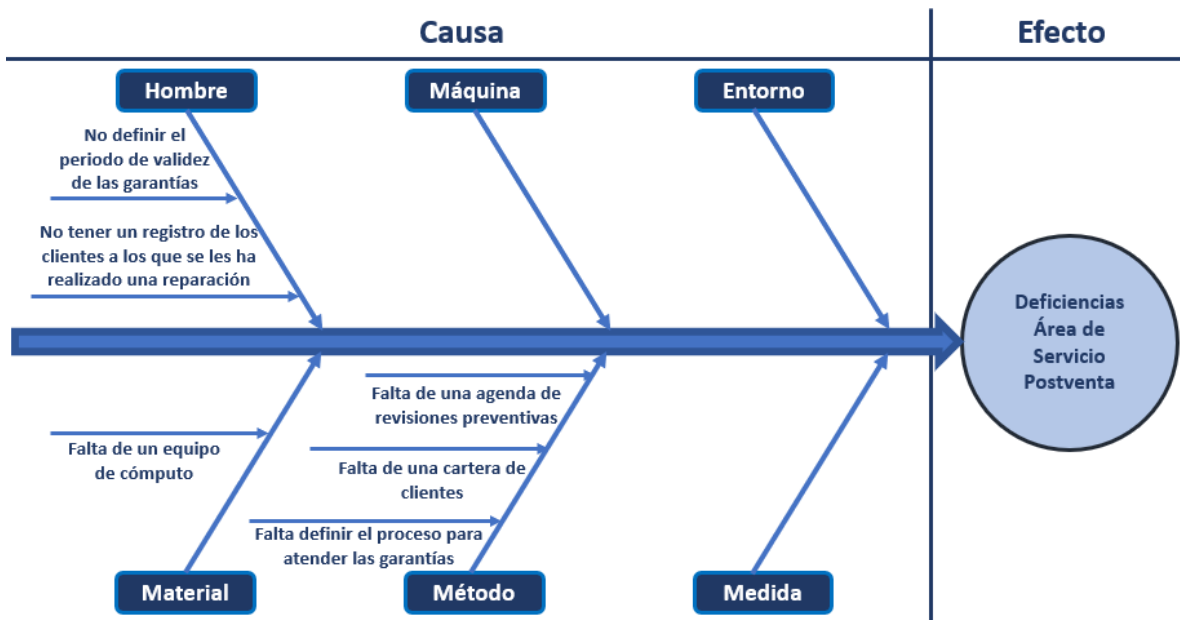 Causa
Efecto
Hombre
Máquina
Entorno
No definir el
periodo de validez
de las garantías
No tener un registro de los
clientes a los que se les ha
realizado una reparación
Deficiencias
Área de
Servicio
Postventa
Falta de una agenda de
revisiones preventivas
Falta de un equipo
de cómputo
Falta de una cartera de
clientes
Falta definir el proceso para
atender las garantías
Material
Método
Medida